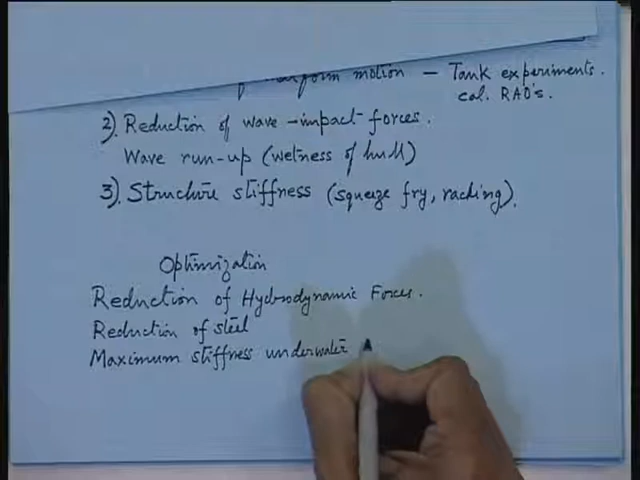 platform motion — Tank experiments.
cal. RAO's.
2). Reduction of wave-impact forces.
Wave run-up (wetness of hull)
3) Structure stiffness (squeeze fry, racking).
Optimization
Reduction of Hydrodynamic Forces.
Reduction of steel
Maximum stiffness underwater